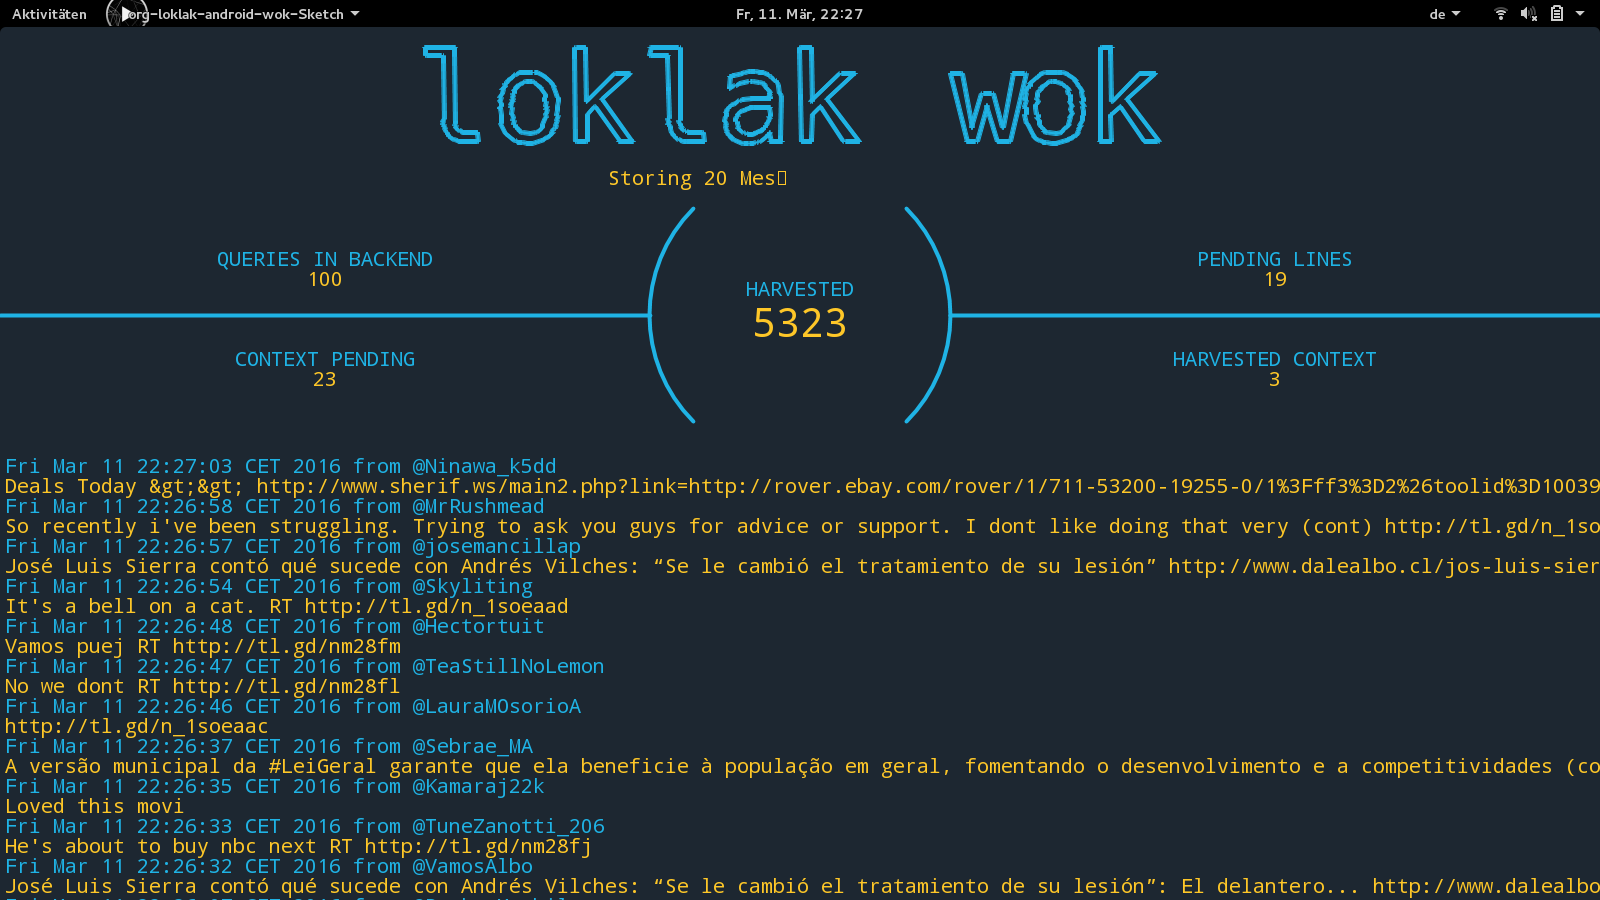 Aktivitäten org-loklak-android-wok-Sketch Fr, 11. Mär, 22:27 de
loklak wok
Storing 20 Mes
QUERIES IN BACKEND PENDING LINES
100 19
HARVESTED
5323
CONTEXT PENDING HARVESTED CONTEXT
23 3
Fri Mar 11 22:27:03 CET 2016 from @Ninawa_k5dd
Deals Today &gt;&gt; http://www.sherif.ws/main2.php?link=http://rover.ebay.com/rover/1/711-53200-19255-0/1%3Fff3%3D2%26toolid%3D10039
Fri Mar 11 22:26:58 CET 2016 from @MrRushmead
So recently i've been struggling. Trying to ask you guys for advice or support. I dont like doing that very (cont) http://tl.gd/n_1so
Fri Mar 11 22:26:57 CET 2016 from @josemancillap
José Luis Sierra contó qué sucede con Andrés Vilches: “Se le cambió el tratamiento de su lesión” http://www.dalealbo.cl/jos-luis-sier
Fri Mar 11 22:26:54 CET 2016 from @Skyliting
It's a bell on a cat. RT http://tl.gd/n_1soeaad
Fri Mar 11 22:26:48 CET 2016 from @Hectortuit
Vamos puej RT http://tl.gd/nm28fm
Fri Mar 11 22:26:47 CET 2016 from @TeaStillNoLemon
No we dont RT http://tl.gd/nm28fl
Fri Mar 11 22:26:46 CET 2016 from @LauraMOsorioA
http://tl.gd/n_1soeaac
Fri Mar 11 22:26:37 CET 2016 from @Sebrae_MA
A versão municipal da #LeiGeral garante que ela beneficie à população em geral, fomentando o desenvolvimento e a competitividades (co
Fri Mar 11 22:26:35 CET 2016 from @Kamaraj22k
Loved this movi
Fri Mar 11 22:26:33 CET 2016 from @TuneZanotti_206
He's about to buy nbc next RT http://tl.gd/nm28fj
Fri Mar 11 22:26:32 CET 2016 from @VamosAlbo
José Luis Sierra contó qué sucede con Andrés Vilches: “Se le cambió el tratamiento de su lesión”: El delantero... http://www.dalealbo